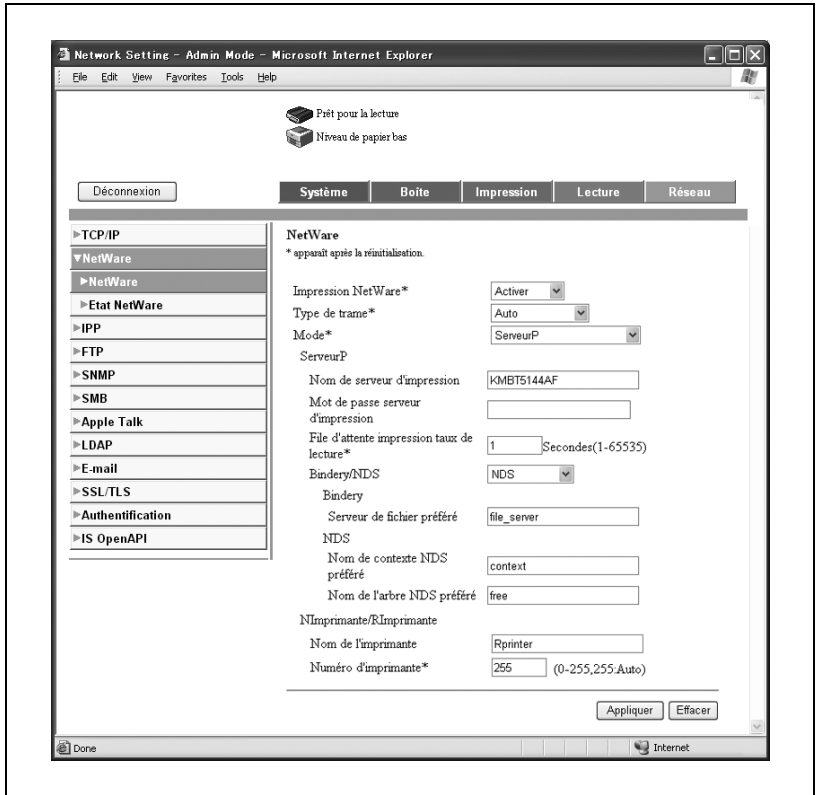 Network Setting - Admin Mode - Microsoft Internet Explorer
File Edit View Favorites Tools Help
Prêt pour la lecture
Niveau de papier bas
Déconnexion
Système Boîte Impression Lecture Réseau
TCP/IP
NetWare
NetWare
Etat NetWare
IPP
FTP
SNMP
SMB
Apple Talk
LDAP
E-mail
SSL/TLS
Authentification
IS OpenAPI
NetWare
* apparaît après la réinitialisation.
Impression NetWare* Activer
Type de trame* Auto
Mode* ServeurP
ServeurP
Nom de serveur d'impression KMBT5144AF
Mot de passe serveur
d'impression
File d'attente impression taux de
lecture* 1 Secondes(1-65535)
Bindery/NDS NDS
Bindery
Serveur de fichier préféré file_server
NDS
Nom de contexte NDS
préféré context
Nom de l'arbre NDS préféré free
NImprimante/RImprimante
Nom de l'imprimante Rprinter
Numéro d'imprimante* 255 (0-255,255:Auto)
Appliquer Effacer
Done Internet